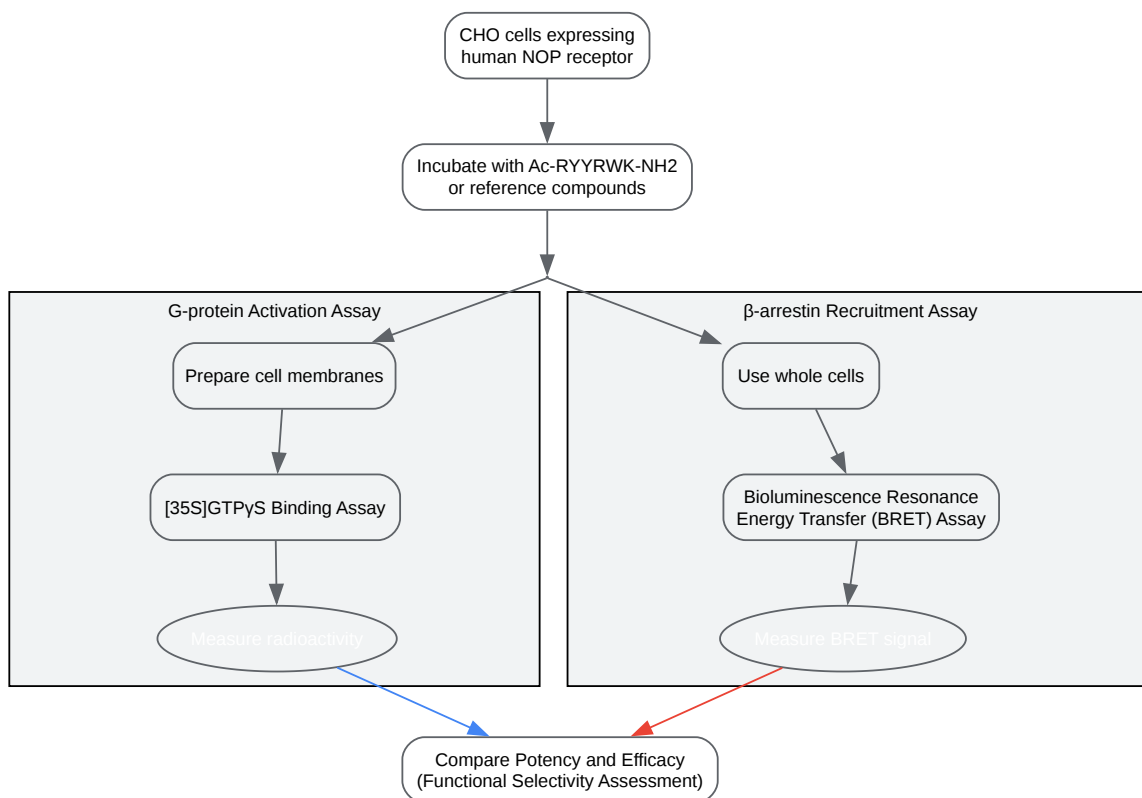 CHO cells expressing
human NOP receptor
Incubate with Ac-RYYRWK-NH2
or reference compounds
G-protein Activation Assay
Prepare cell membranes
[35S]GTPγS Binding Assay
Measure radioactivity
β-arrestin Recruitment Assay
Use whole cells
Bioluminescence Resonance
Energy Transfer (BRET) Assay
Measure BRET signal
Compare Potency and Efficacy
(Functional Selectivity Assessment)